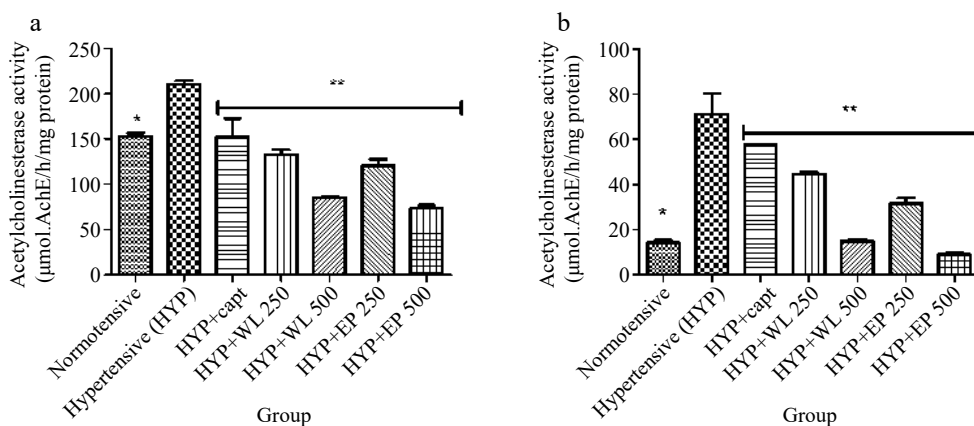 a
Acetylcholinesterase activity
(μmol.AchE/h/mg protein)
250
200
150
100
50
0
*
**
Normotensive
Hypertensive (HYP)
HYP+capt
HYP+WL 250
HYP+WL 500
HYP+EP 250
HYP+EP 500
Group
b
Acetylcholinesterase activity
(μmol.AchE/h/mg protein)
100
80
60
40
20
0
*
**
Normotensive
Hypertensive (HYP)
HYP+capt
HYP+WL 250
HYP+WL 500
HYP+EP 250
HYP+EP 500
Group